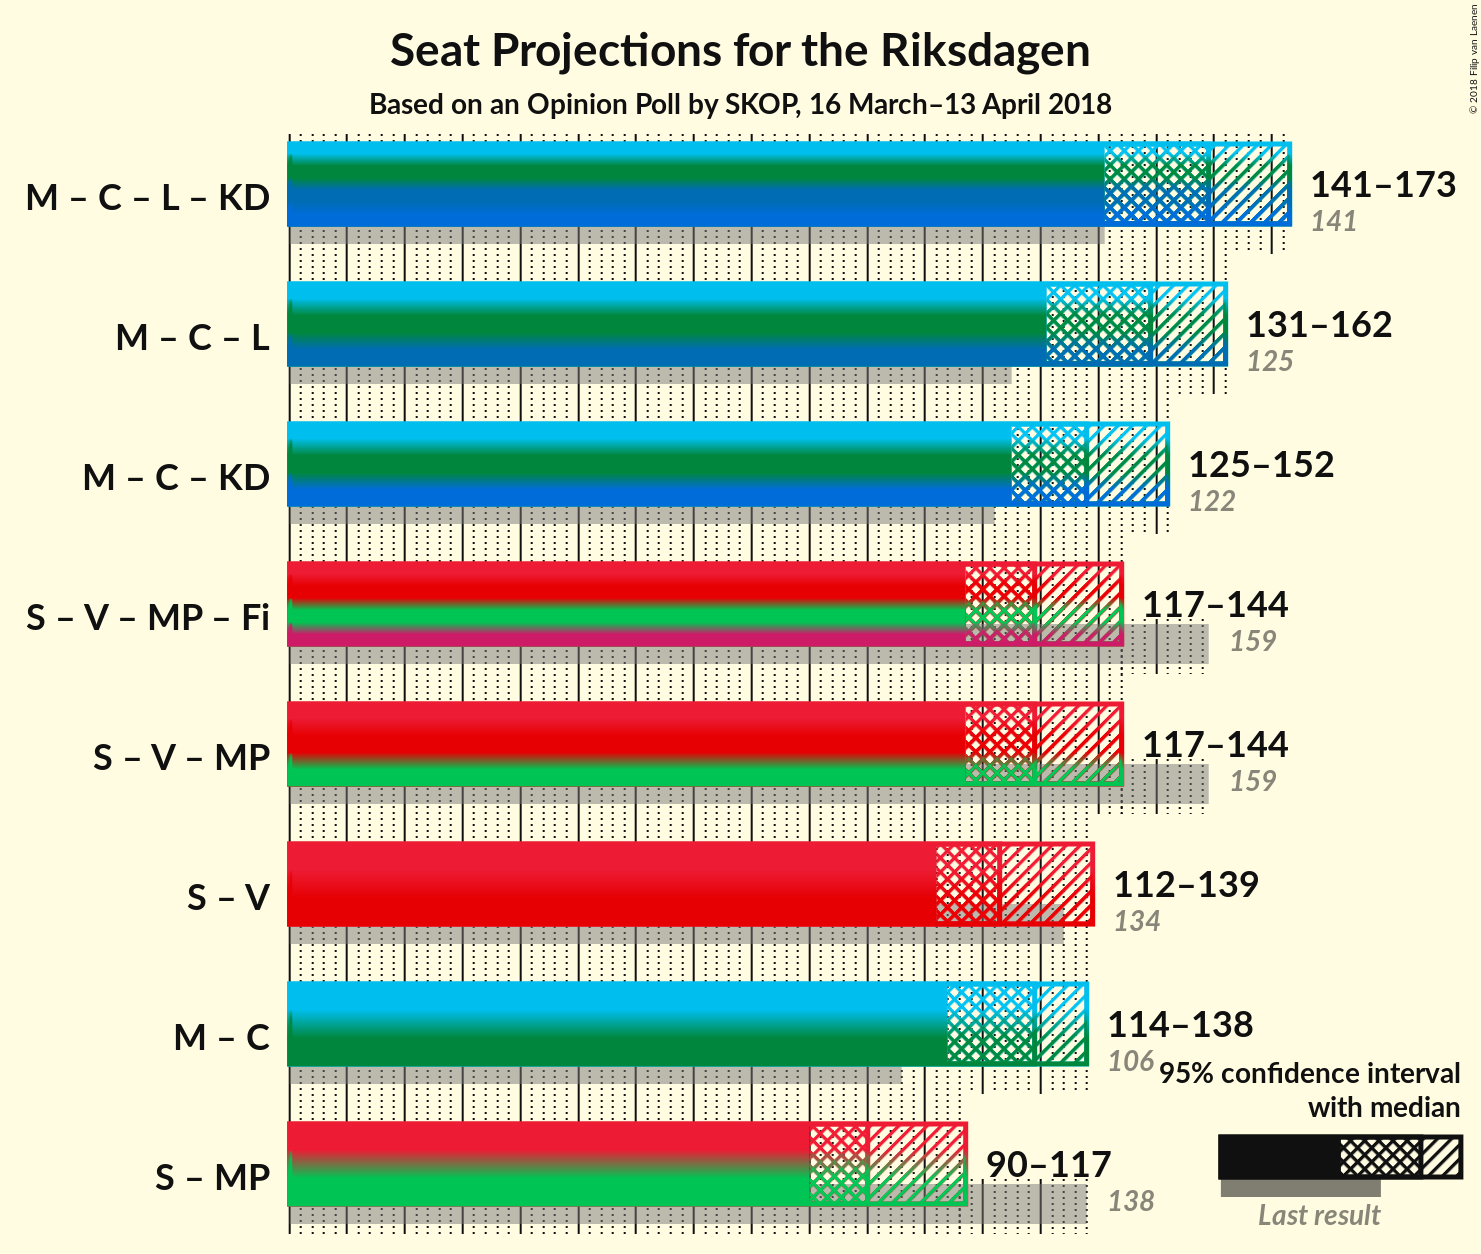 Seat Projections for the Riksdagen
Based on an Opinion Poll by SKOP, 16 March–13 April 2018
© 2018 Filip van Laenen
M – C – L – KD
141–173
141
M – C – L
131–162
125
M – C – KD
125–152
122
S – V – MP – Fi
117–144
159
S – V – MP
117–144
159
S – V
112–139
134
M – C
114–138
106
S – MP
90–117
138
95% confidence interval
with median
Last result